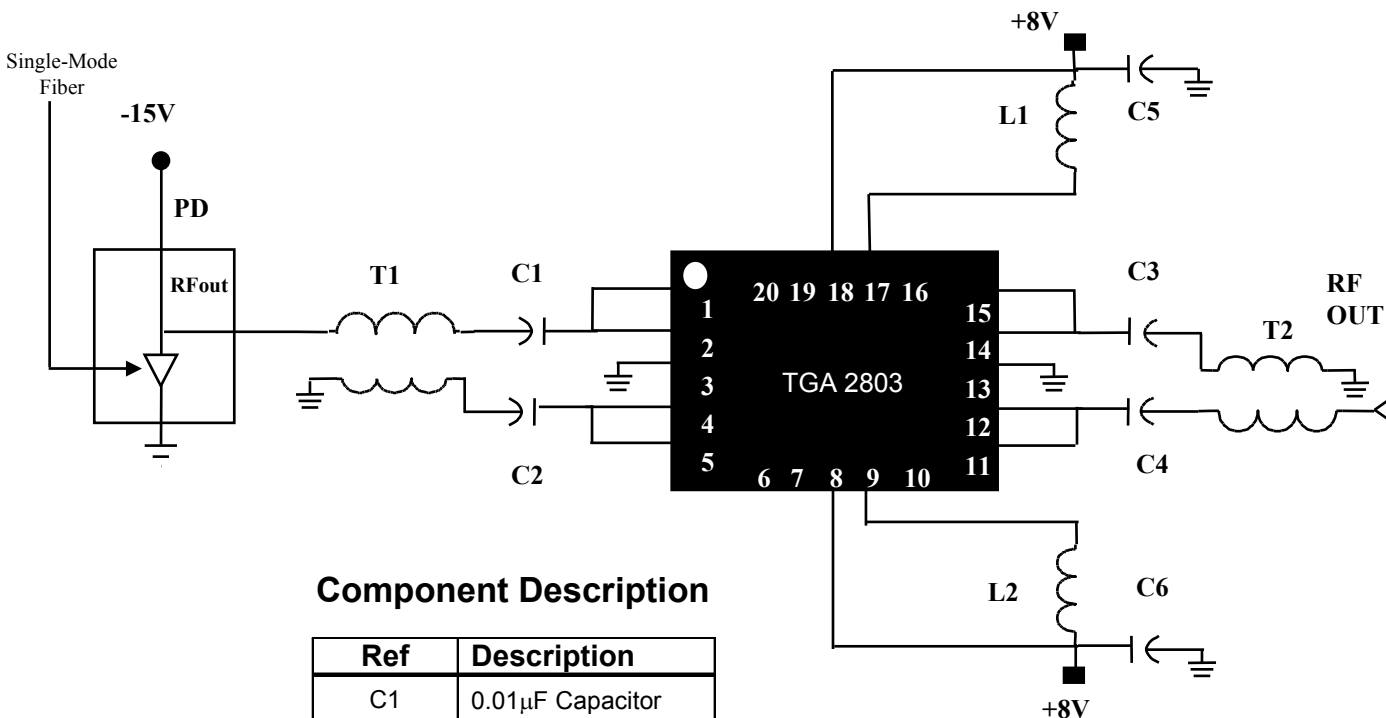 +8V
Single-Mode
Fiber
-15V
L1
C5
PD
RFout
T1
C1
C3
RF
OUT
T2
20 19 18 17 16
1
2
3
4
5
15
14
13
12
11
TGA 2803
6 7 8 9 10
C2
C4
L2
C6
+8V
Component Description
Ref Description
C1 0.01µF Capacitor